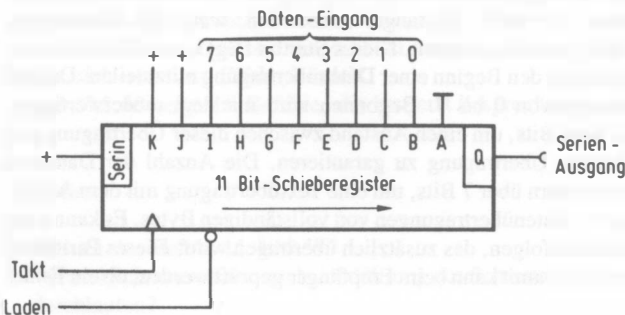 Daten-Eingang
+ + 7 6 5 4 3 2 1 0
K J I H G F E D C B A
Serin
+
Q
Serien-
Ausgang
11 Bit-Schieberegister
Takt
Laden